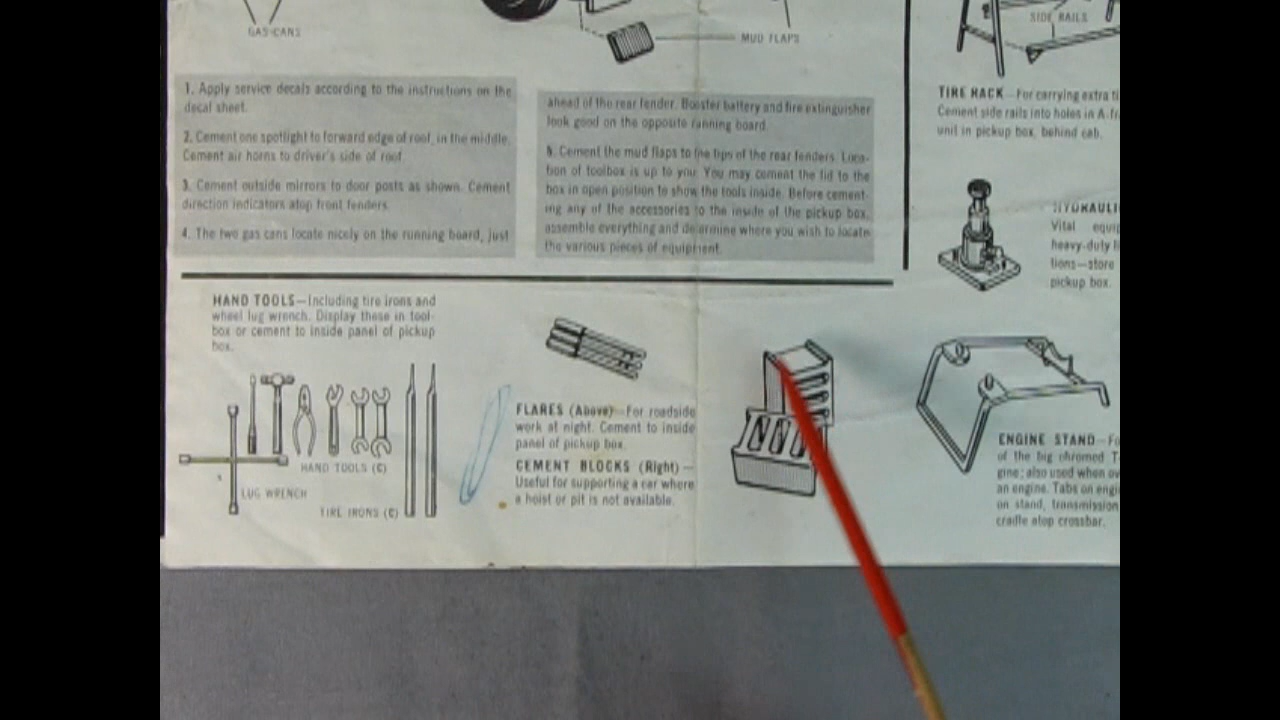 GAS CANS
MUD FLAPS
SIDE RAILS
1. Apply service decals according to the instructions on the
decal sheet.
2. Cement one spotlight to forward edge of roof, in the middle.
Cement air horns to driver's side of roof.
3. Cement outside mirrors to door posts as shown. Cement
direction indicators atop front fenders.
4. The two gas cans locate nicely on the running board, just
ahead of the rear fender. Booster battery and fire extinguisher
look good on the opposite running board.
5. Cement the mud flaps to the tips of the rear fenders. Loca-
tion of toolbox is up to you. You may cement the lid to the
box in open position to show the tools inside. Before cement-
ing any of the accessories to the inside of the pickup box,
assemble everything and determine where you wish to locate
the various pieces of equipment.
TIRE RACK—For carrying extra ti
Cement side rails into holes in A-fr
unit in pickup box, behind cab.
HYDRAULI
Vital equip
heavy-duty li
tions—store
pickup box.
HAND TOOLS—Including tire irons and
wheel lug wrench. Display these in tool-
box or cement to inside panel of pickup
box.
HAND TOOLS (C)
LUG WRENCH
TIRE IRONS (C)
FLARES (Above)—For roadside
work at night. Cement to inside
panel of pickup box.
CEMENT BLOCKS (Right)—
Useful for supporting a car where
a hoist or pit is not available.
ENGINE STAND—Fo
of the big chromed T-
gine; also used when ov
an engine. Tabs on engi
on stand, transmission
cradle atop crossbar.